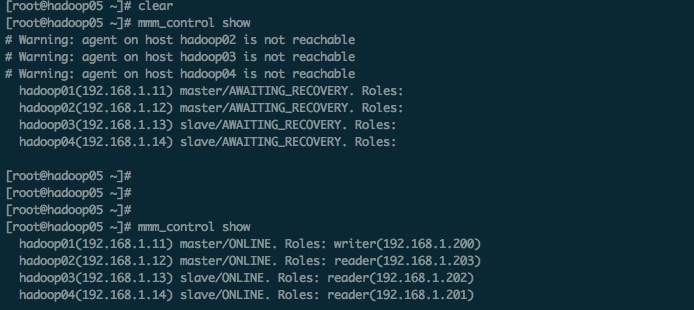 [root@hadoop05 ~]# clear
[root@hadoop05 ~]# mmm_control show
# Warning: agent on host hadoop02 is not reachable
# Warning: agent on host hadoop03 is not reachable
# Warning: agent on host hadoop04 is not reachable
  hadoop01(192.168.1.11) master/AWAITING_RECOVERY. Roles:
  hadoop02(192.168.1.12) master/AWAITING_RECOVERY. Roles:
  hadoop03(192.168.1.13) slave/AWAITING_RECOVERY. Roles:
  hadoop04(192.168.1.14) slave/AWAITING_RECOVERY. Roles:

[root@hadoop05 ~]#
[root@hadoop05 ~]#
[root@hadoop05 ~]#
[root@hadoop05 ~]# mmm_control show
  hadoop01(192.168.1.11) master/ONLINE. Roles: writer(192.168.1.200)
  hadoop02(192.168.1.12) master/ONLINE. Roles: reader(192.168.1.203)
  hadoop03(192.168.1.13) slave/ONLINE. Roles: reader(192.168.1.202)
  hadoop04(192.168.1.14) slave/ONLINE. Roles: reader(192.168.1.201)